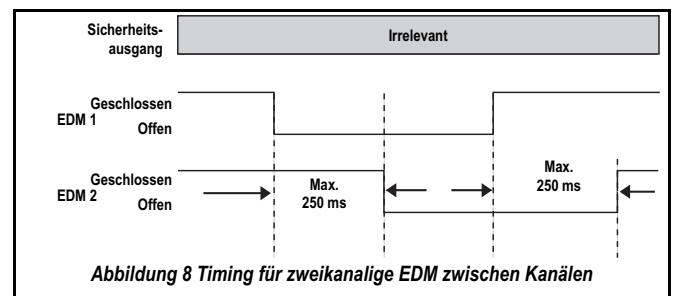 Sicherheits-
ausgang
Irrelevant
Geschlossen
EDM 1
Offen
Geschlossen
EDM 2
Offen
Max.
250 ms
Max.
250 ms
Abbildung 8 Timing für zweikanalige EDM zwischen Kanälen